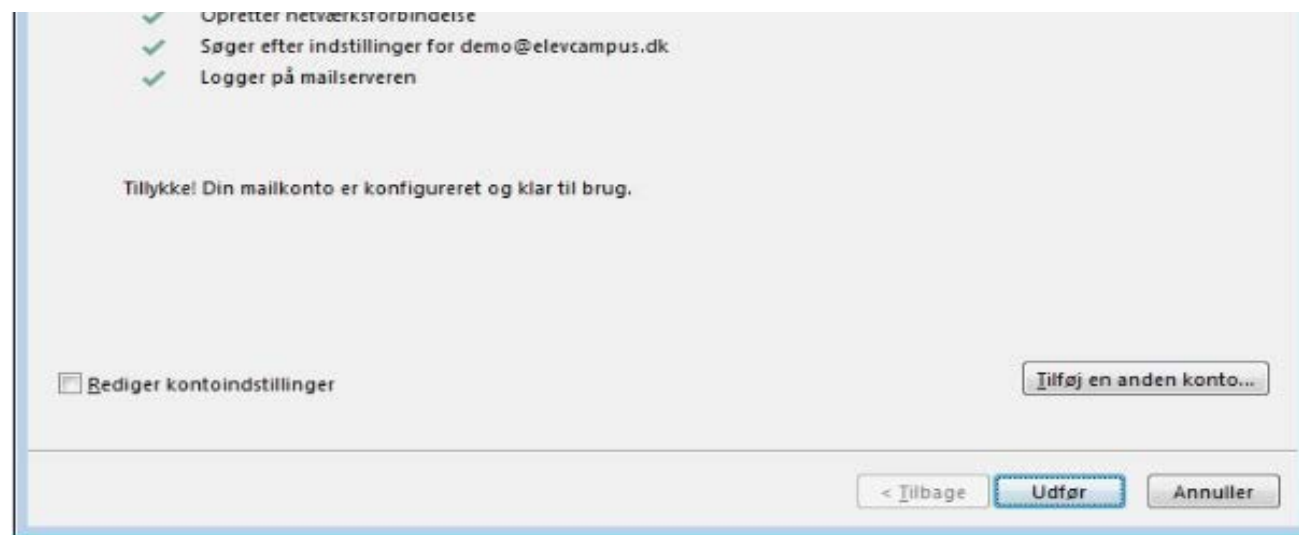 Opretter netværksforbindelse
Søger efter indstillinger for demo@elevcampus.dk
Logger på mailserveren
Tillykke! Din mailkonto er konfigureret og klar til brug.
Rediger kontoindstillinger
Tilføj en anden konto...
< Tilbage
Udfør
Annuller